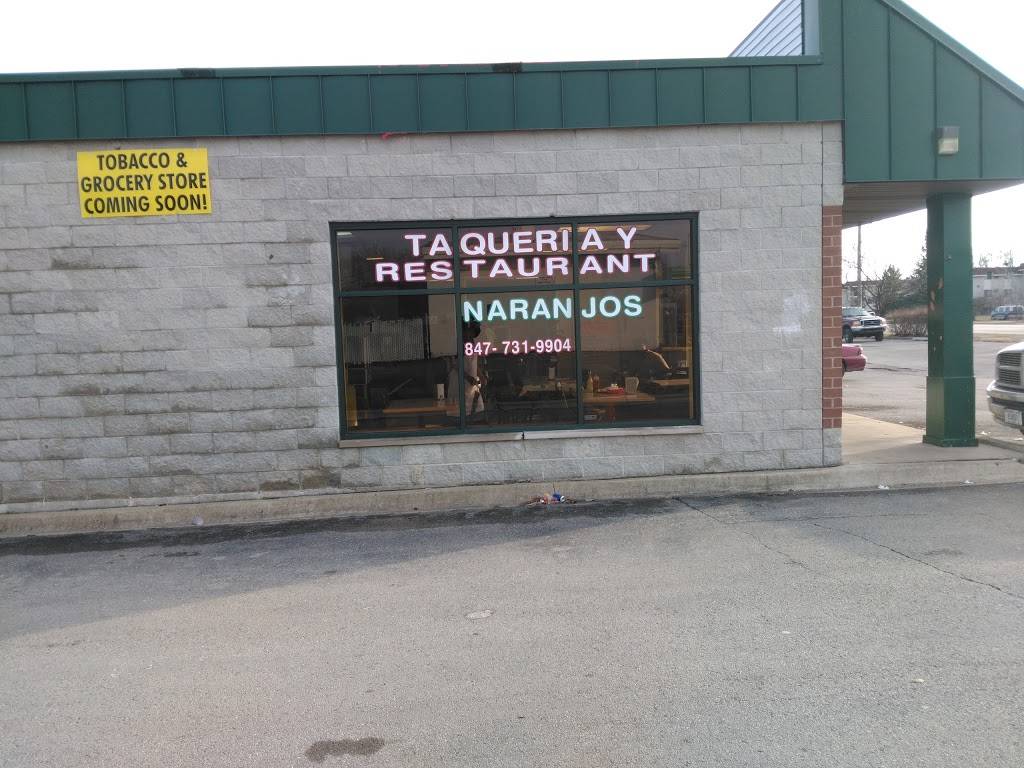 TOBACCO &
GROCERY STORE
COMING SOON!
TAQUERIA Y
RESTAURANT
NARANJOS
847-731-9904